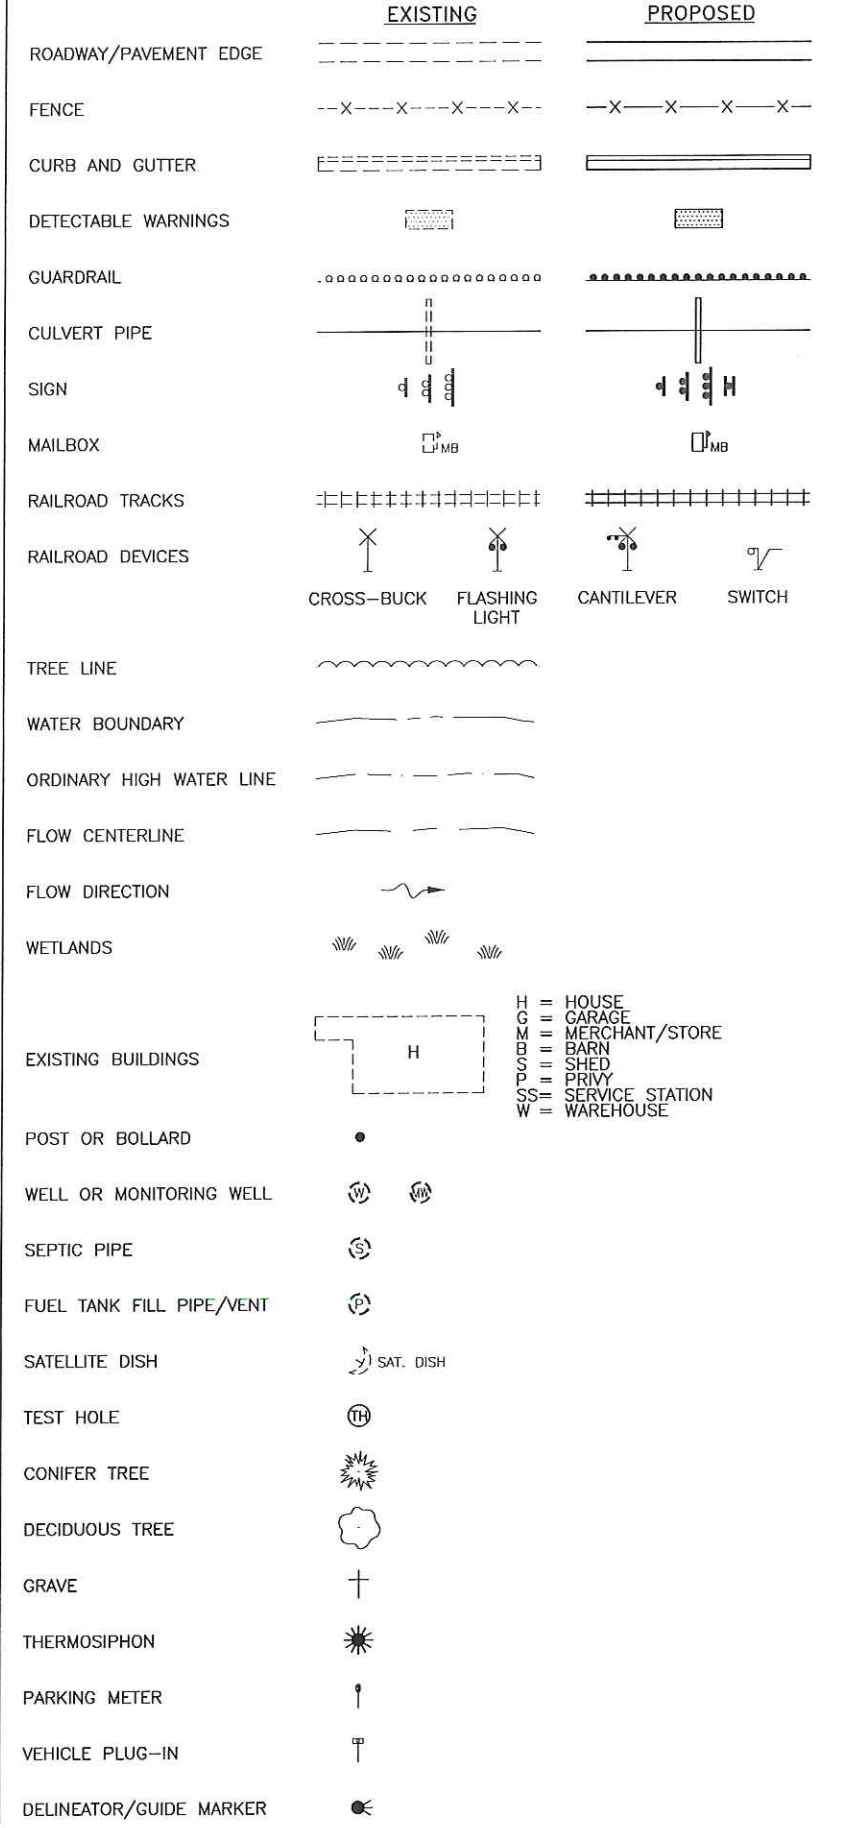 EXISTING PROPOSED
ROADWAY/PAVEMENT EDGE
FENCE
CURB AND GUTTER
DETECTABLE WARNINGS
GUARDRAIL
CULVERT PIPE
SIGN
MAILBOX MB MB
RAILROAD TRACKS
RAILROAD DEVICES
CROSS-BUCK FLASHING LIGHT CANTILEVER SWITCH
TREE LINE
WATER BOUNDARY
ORDINARY HIGH WATER LINE
FLOW CENTERLINE
FLOW DIRECTION
WETLANDS
EXISTING BUILDINGS H
H = HOUSE
G = GARAGE
M = MERCHANT/STORE
B = BARN
S = SHED
P = PRIVY
SS= SERVICE STATION
W = WAREHOUSE
POST OR BOLLARD
WELL OR MONITORING WELL W MW
SEPTIC PIPE S
FUEL TANK FILL PIPE/VENT P
SATELLITE DISH SAT. DISH
TEST HOLE TH
CONIFER TREE
DECIDUOUS TREE
GRAVE
THERMOSIPHON
PARKING METER
VEHICLE PLUG-IN
DELINEATOR/GUIDE MARKER